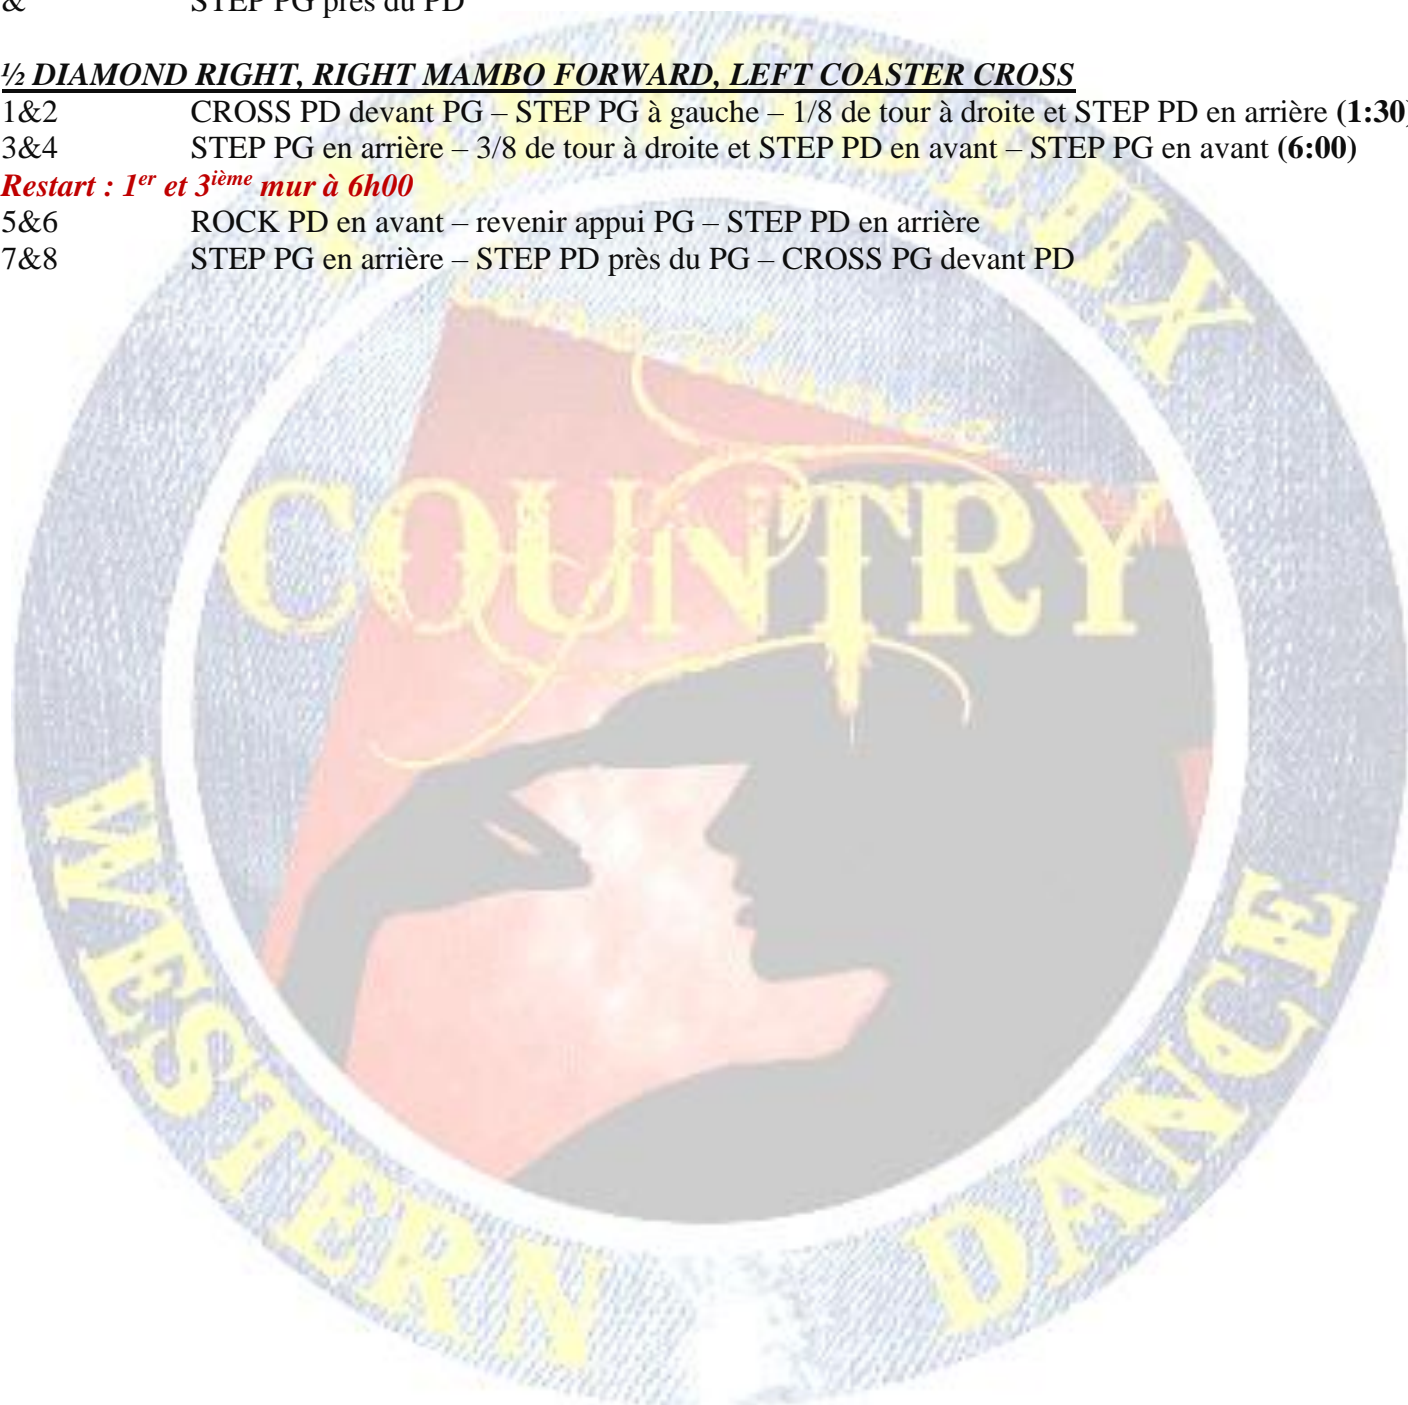 & STEP PG près du PD
½ DIAMOND RIGHT, RIGHT MAMBO FORWARD, LEFT COASTER CROSS
1&2 CROSS PD devant PG – STEP PG à gauche – 1/8 de tour à droite et STEP PD en arrière (1:30)
3&4 STEP PG en arrière – 3/8 de tour à droite et STEP PD en avant – STEP PG en avant (6:00)
Restart : 1er et 3ième mur à 6h00
5&6 ROCK PD en avant – revenir appui PG – STEP PD en arrière
7&8 STEP PG en arrière – STEP PD près du PG – CROSS PG devant PD
COUNTRY
WESTERN
DANCE